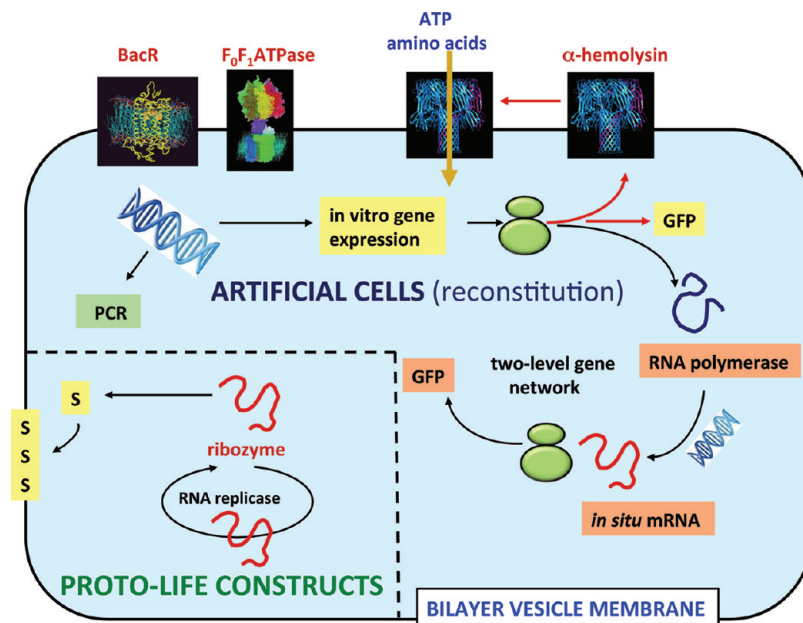 ATP
amino acids
BacR
F₀F₁ATPase
α-hemolysin
in vitro gene
expression
GFP
PCR
ARTIFICIAL CELLS (reconstitution)
RNA polymerase
two-level gene
network
GFP
in situ mRNA
S
S
S
S
ribozyme
RNA replicase
PROTO-LIFE CONSTRUCTS
BILAYER VESICLE MEMBRANE